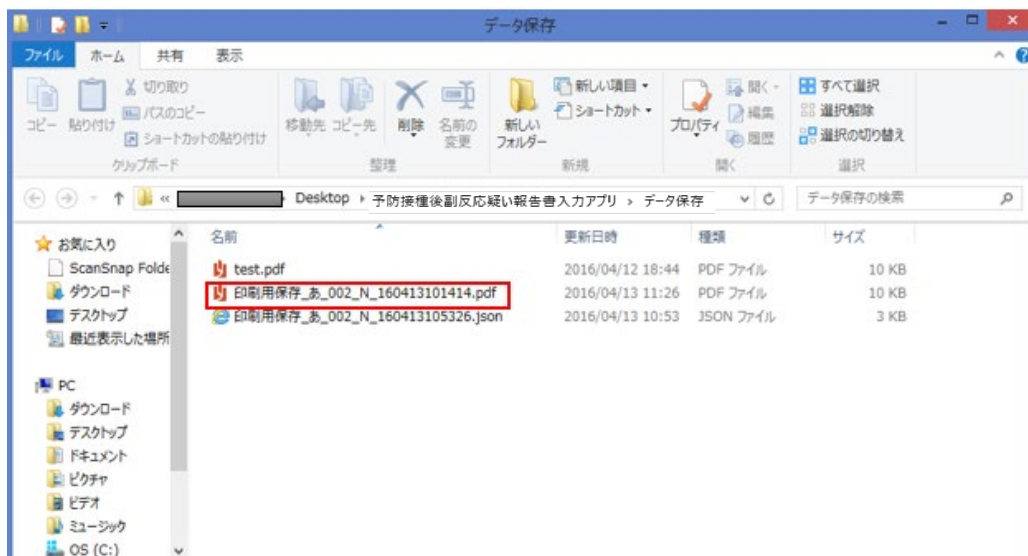 データ保存
ファイル ホーム 共有 表示
コピー 貼り付け 切り取り パスのコピー ショートカットの貼り付け
移動先 コピー先 削除 名前の変更
新しいフォルダー 新しい項目 ショートカット
プロパティ 開く 編集 履歴
すべて選択 選択解除 選択の切り替え
クリップボード 整理 新規 開く 選択
« Desktop › 予防接種後副反応疑い報告書入力アプリ › データ保存 データ保存の検索
名前 更新日時 種類 サイズ
お気に入り
ScanSnap Folde test.pdf 2016/04/12 18:44 PDF ファイル 10 KB
ダウンロード 印刷用保存_あ_002_N_160413101414.pdf 2016/04/13 11:26 PDF ファイル 10 KB
デスクトップ 印刷用保存_あ_002_N_160413105326.json 2016/04/13 10:53 JSON ファイル 3 KB
最近表示した場所
PC
ダウンロード
デスクトップ
ドキュメント
ピクチャ
ビデオ
ミュージック
OS (C:)